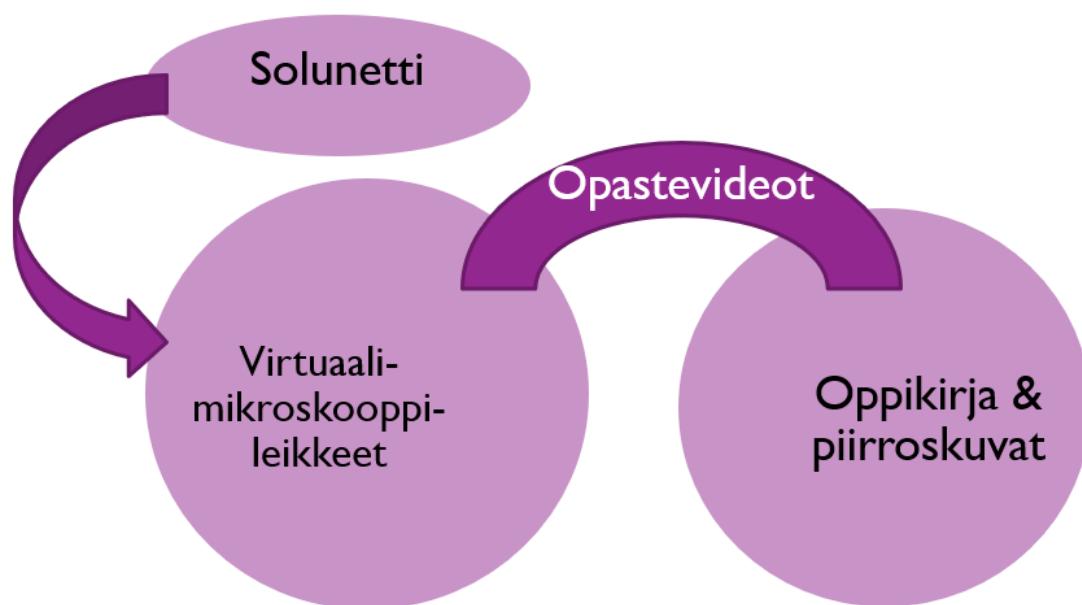 Solunetti
Opastevideot
Virtuaali-
mikroskooppi-
leikkeet
Oppikirja &
piirroskuvat